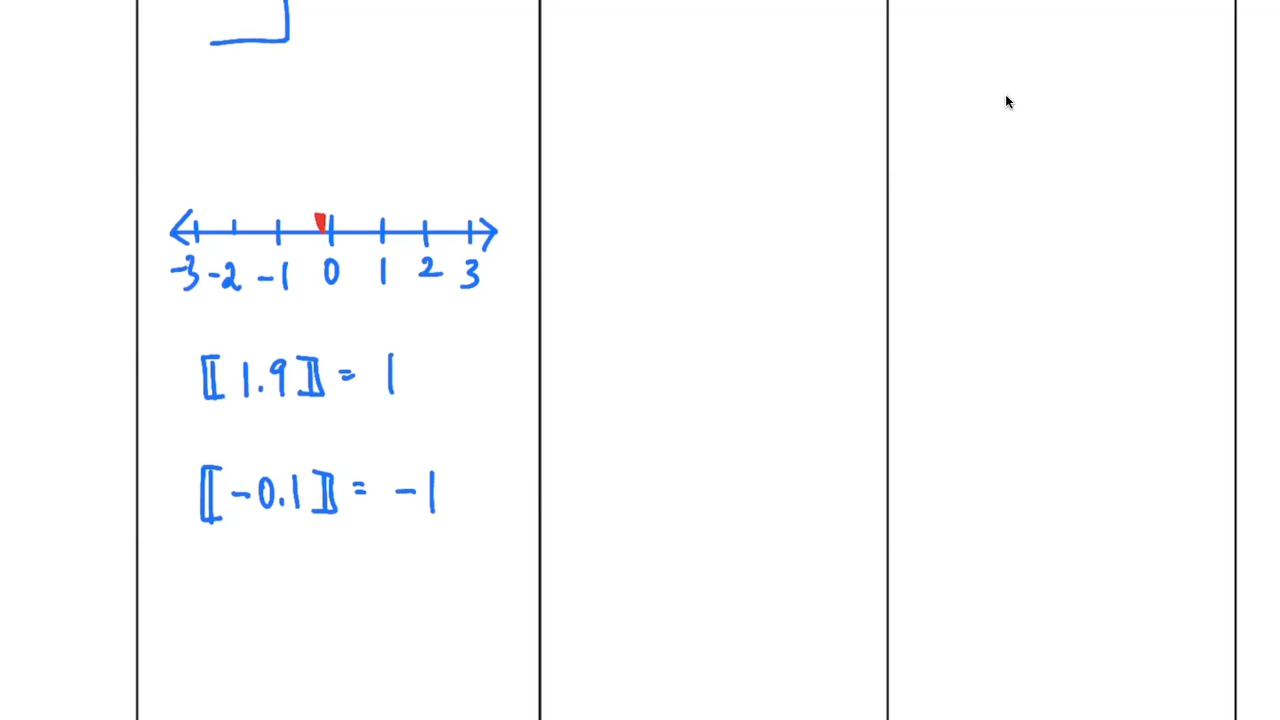 -3 -2 -1 0 1 2 3
⟦ 1.9 ⟧ = 1
⟦ -0.1 ⟧ = -1